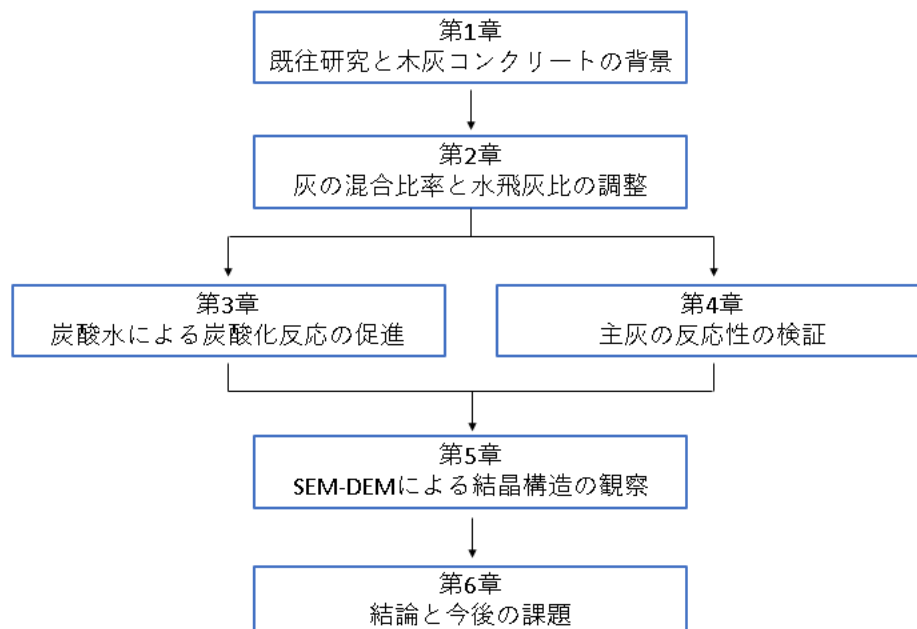 第1章
既往研究と木灰コンクリートの背景
第2章
灰の混合比率と水飛灰比の調整
第3章
炭酸水による炭酸化反応の促進
第4章
主灰の反応性の検証
第5章
SEM-DEMによる結晶構造の観察
第6章
結論と今後の課題